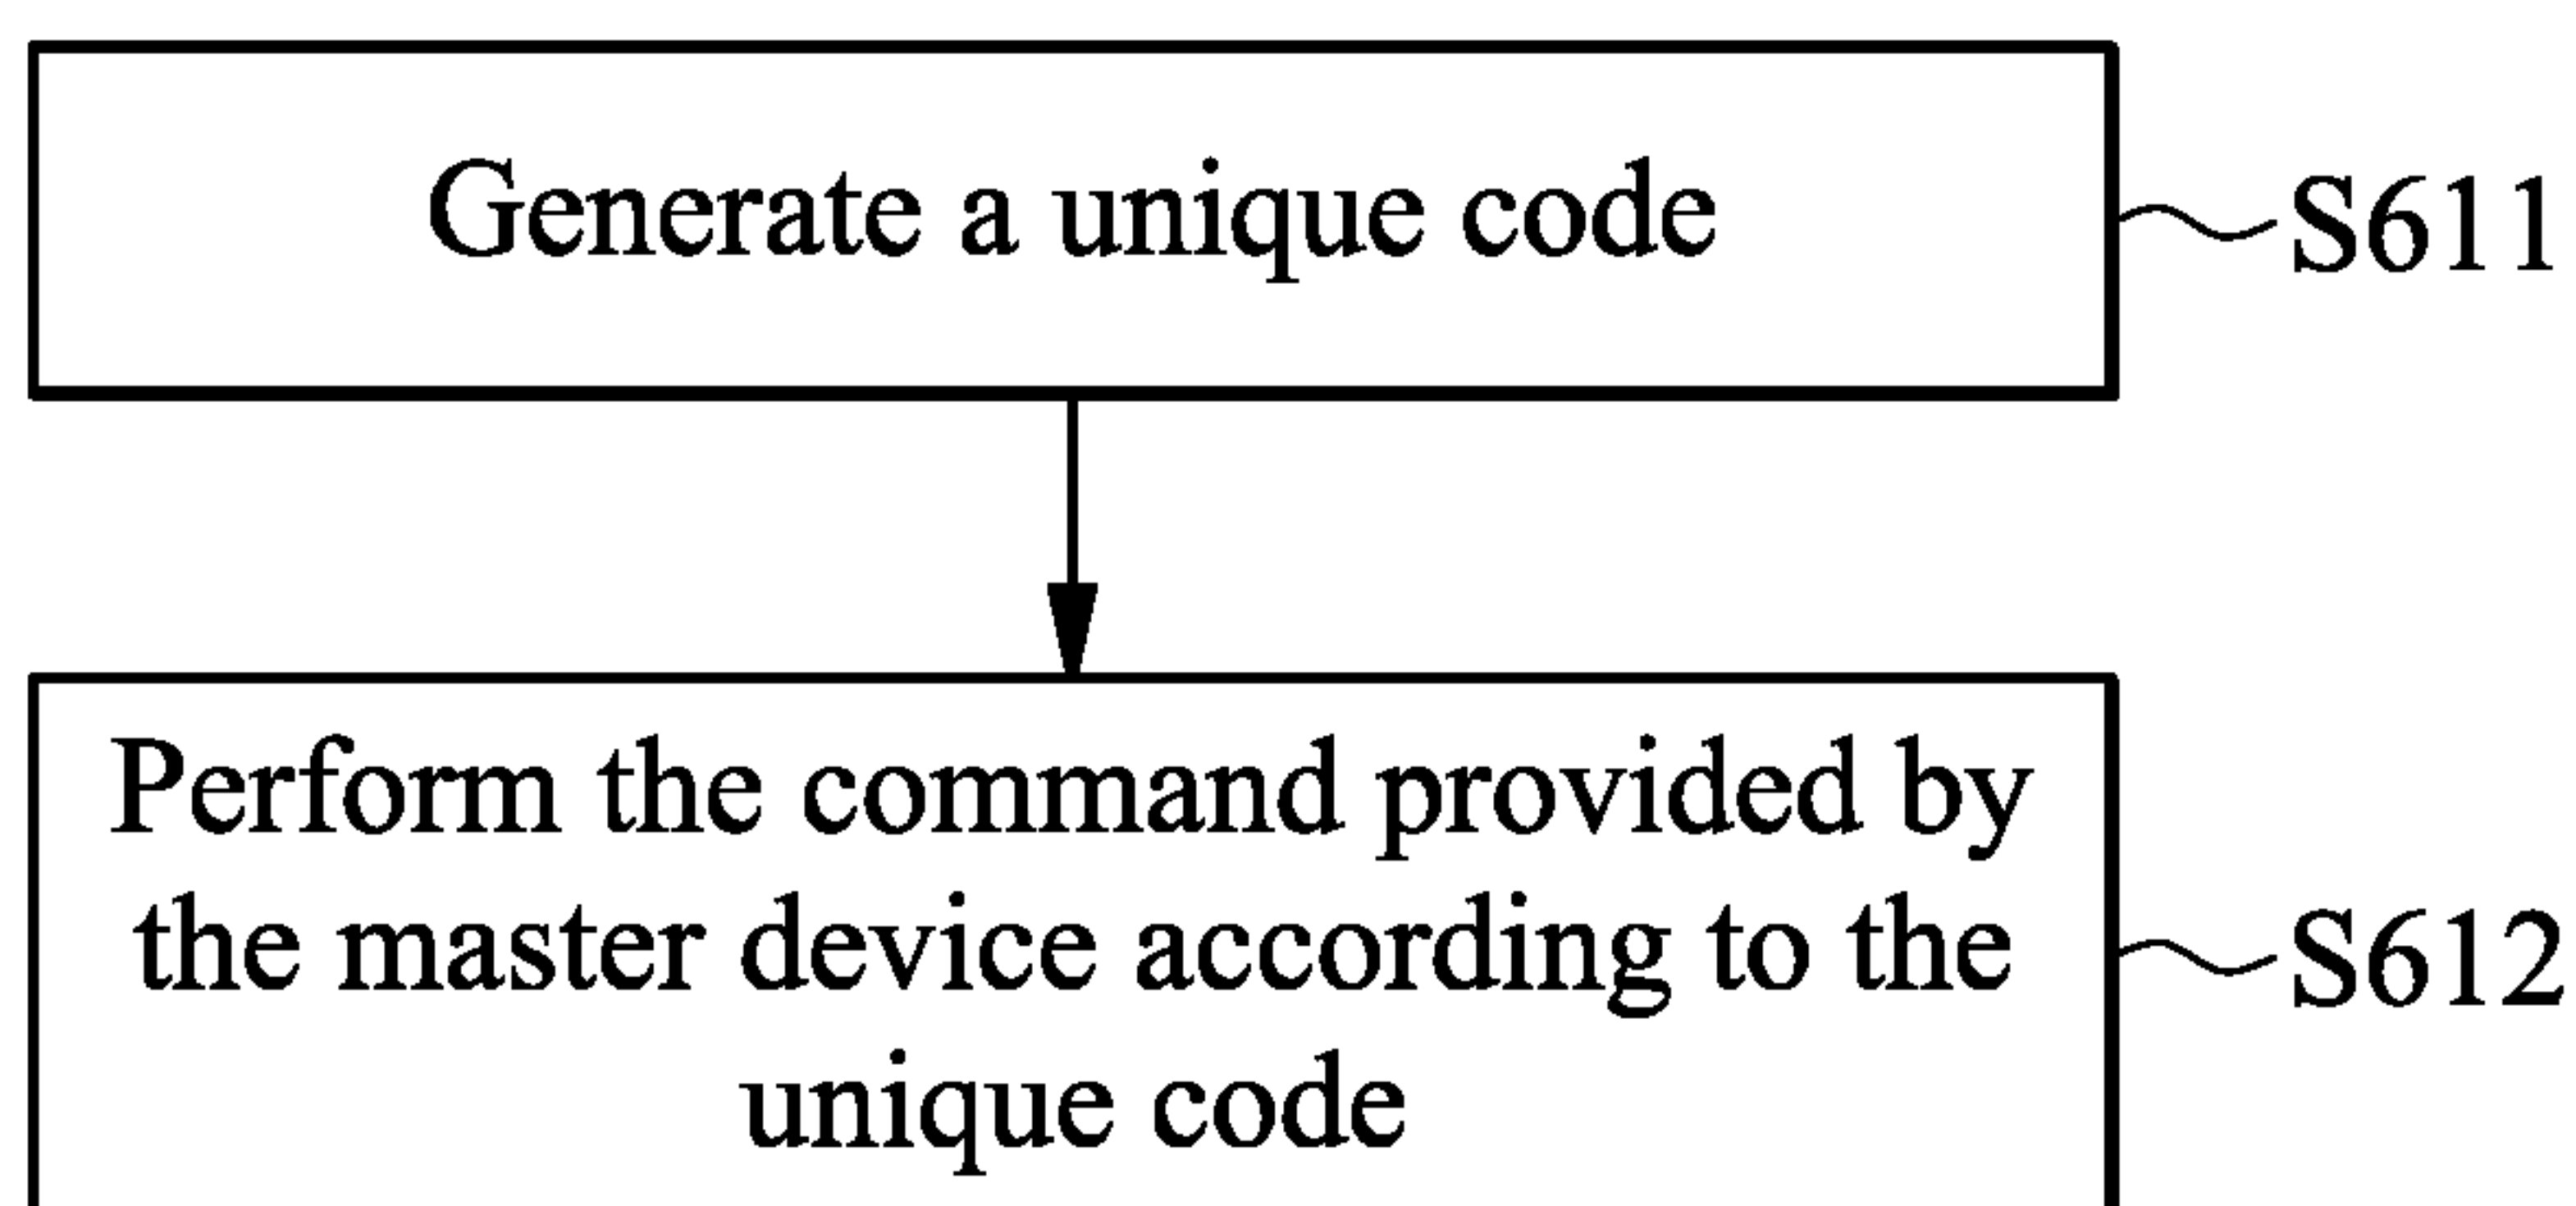 Generate a unique code
S611
Perform the command provided by
the master device according to the
unique code
S612